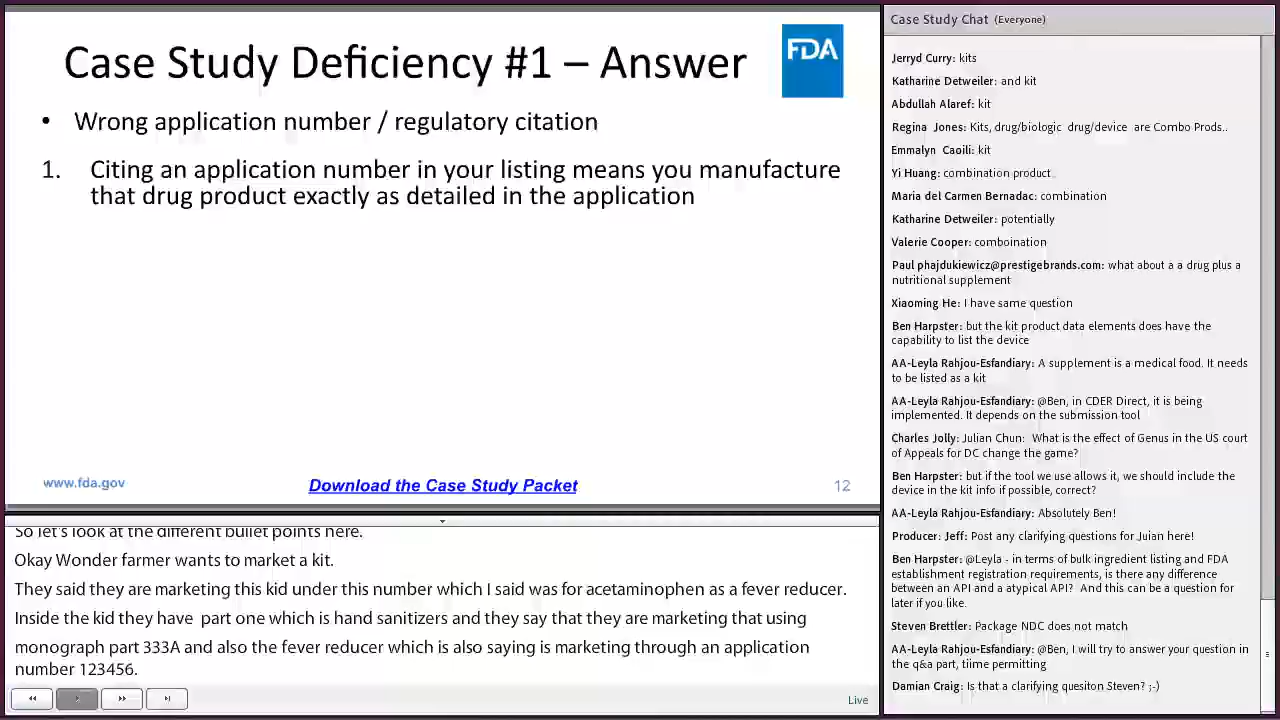 Case Study Deficiency #1 – Answer
FDA
• Wrong application number / regulatory citation
1. Citing an application number in your listing means you manufacture
that drug product exactly as detailed in the application
www.fda.gov
Download the Case Study Packet
12
So let's look at the different bullet points here.
Okay Wonder farmer wants to market a kit.
They said they are marketing this kid under this number which I said was for acetaminophen as a fever reducer.
Inside the kid they have part one which is hand sanitizers and they say that they are marketing that using
monograph part 333A and also the fever reducer which is also saying is marketing through an application
number 123456.
Live
Case Study Chat (Everyone)
Jerryd Curry: kits
Katharine Detweiler: and kit
Abdullah Alaref: kit
Regina Jones: Kits, drug/biologic drug/device are Combo Prods..
Emmalyn Caoili: kit
Yi Huang: combination product.
Maria del Carmen Bernadac: combination
Katharine Detweiler: potentially
Valerie Cooper: comboination
Paul phajdukiewicz@prestigebrands.com: what about a a drug plus a
nutritional supplement
Xiaoming He: I have same question
Ben Harpster: but the kit product data elements does have the
capability to list the device
AA-Leyla Rahjou-Esfandiary: A supplement is a medical food. It needs
to be listed as a kit
AA-Leyla Rahjou-Esfandiary: @Ben, in CDER Direct, it is being
implemented. It depends on the submission tool
Charles Jolly: Julian Chun: What is the effect of Genus in the US court
of Appeals for DC change the game?
Ben Harpster: but if the tool we use allows it, we should include the
device in the kit info if possible, correct?
AA-Leyla Rahjou-Esfandiary: Absolutely Ben!
Producer: Jeff: Post any clarifying questions for Juian here!
Ben Harpster: @Leyla - in terms of bulk ingredient listing and FDA
establishment registration requirements, is there any difference
between an API and a atypical API? And this can be a question for
later if you like.
Steven Brettler: Package NDC does not match
AA-Leyla Rahjou-Esfandiary: @Ben, I will try to answer your question in
the q&a part, tiime permitting
Damian Craig: Is that a clarifying quesiton Steven? ;-)